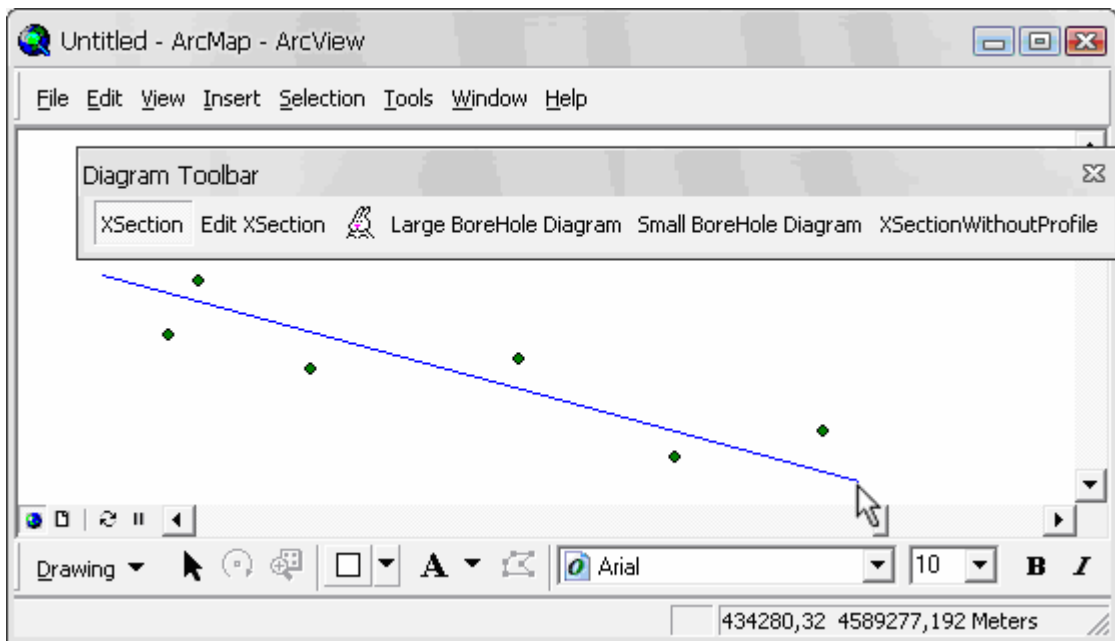 Untitled - ArcMap - ArcView
File Edit View Insert Selection Tools Window Help
Diagram Toolbar
XSection Edit XSection Large BoreHole Diagram Small BoreHole Diagram XSectionWithoutProfile
Drawing A Arial 10 B I
434280,32 4589277,192 Meters